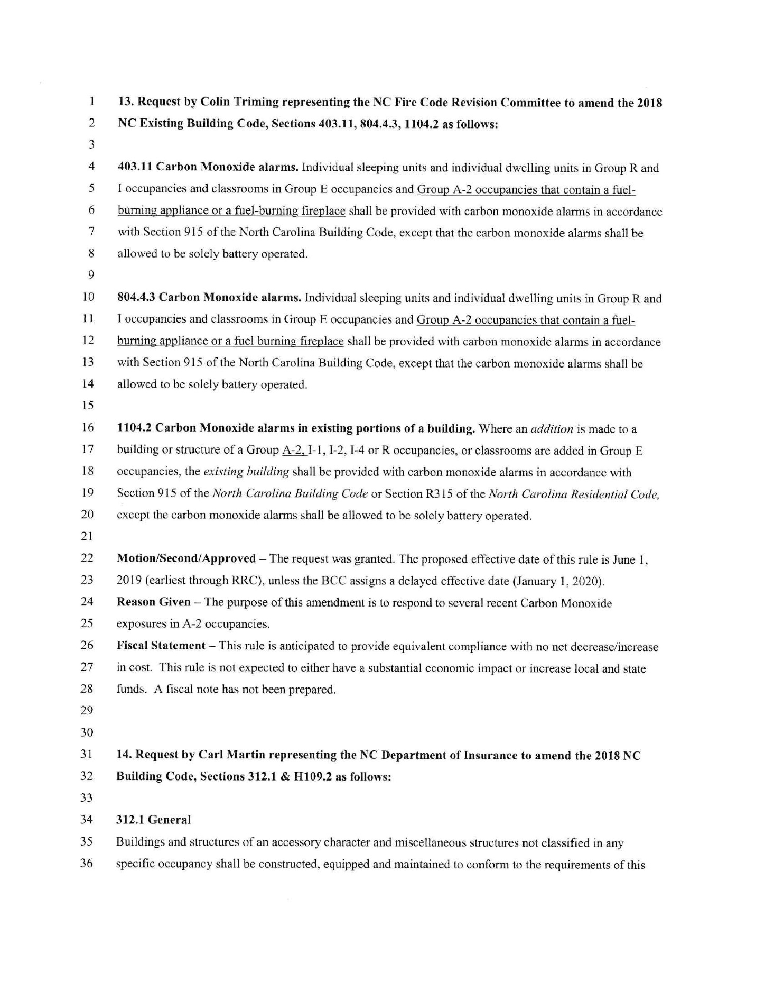 1 13. Request by Colin Triming representing the NC Fire Code Revision Committee to amend the 2018
2 NC Existing Building Code, Sections 403.11, 804.4.3, 1104.2 as follows:
3
4 403.11 Carbon Monoxide alarms. Individual sleeping units and individual dwelling units in Group R and
5 I occupancies and classrooms in Group E occupancies and Group A-2 occupancies that contain a fuel-
6 burning appliance or a fuel-burning fireplace shall be provided with carbon monoxide alarms in accordance
7 with Section 915 of the North Carolina Building Code, except that the carbon monoxide alarms shall be
8 allowed to be solely battery operated.
9
10 804.4.3 Carbon Monoxide alarms. Individual sleeping units and individual dwelling units in Group R and
11 I occupancies and classrooms in Group E occupancies and Group A-2 occupancies that contain a fuel-
12 burning appliance or a fuel burning fireplace shall be provided with carbon monoxide alarms in accordance
13 with Section 915 of the North Carolina Building Code, except that the carbon monoxide alarms shall be
14 allowed to be solely battery operated.
15
16 1104.2 Carbon Monoxide alarms in existing portions of a building. Where an addition is made to a
17 building or structure of a Group A-2, I-1, I-2, I-4 or R occupancies, or classrooms are added in Group E
18 occupancies, the existing building shall be provided with carbon monoxide alarms in accordance with
19 Section 915 of the North Carolina Building Code or Section R315 of the North Carolina Residential Code,
20 except the carbon monoxide alarms shall be allowed to be solely battery operated.
21
22 Motion/Second/Approved – The request was granted. The proposed effective date of this rule is June 1,
23 2019 (earliest through RRC), unless the BCC assigns a delayed effective date (January 1, 2020).
24 Reason Given – The purpose of this amendment is to respond to several recent Carbon Monoxide
25 exposures in A-2 occupancies.
26 Fiscal Statement – This rule is anticipated to provide equivalent compliance with no net decrease/increase
27 in cost. This rule is not expected to either have a substantial economic impact or increase local and state
28 funds. A fiscal note has not been prepared.
29
30
31 14. Request by Carl Martin representing the NC Department of Insurance to amend the 2018 NC
32 Building Code, Sections 312.1 & H109.2 as follows:
33
34 312.1 General
35 Buildings and structures of an accessory character and miscellaneous structures not classified in any
36 specific occupancy shall be constructed, equipped and maintained to conform to the requirements of this